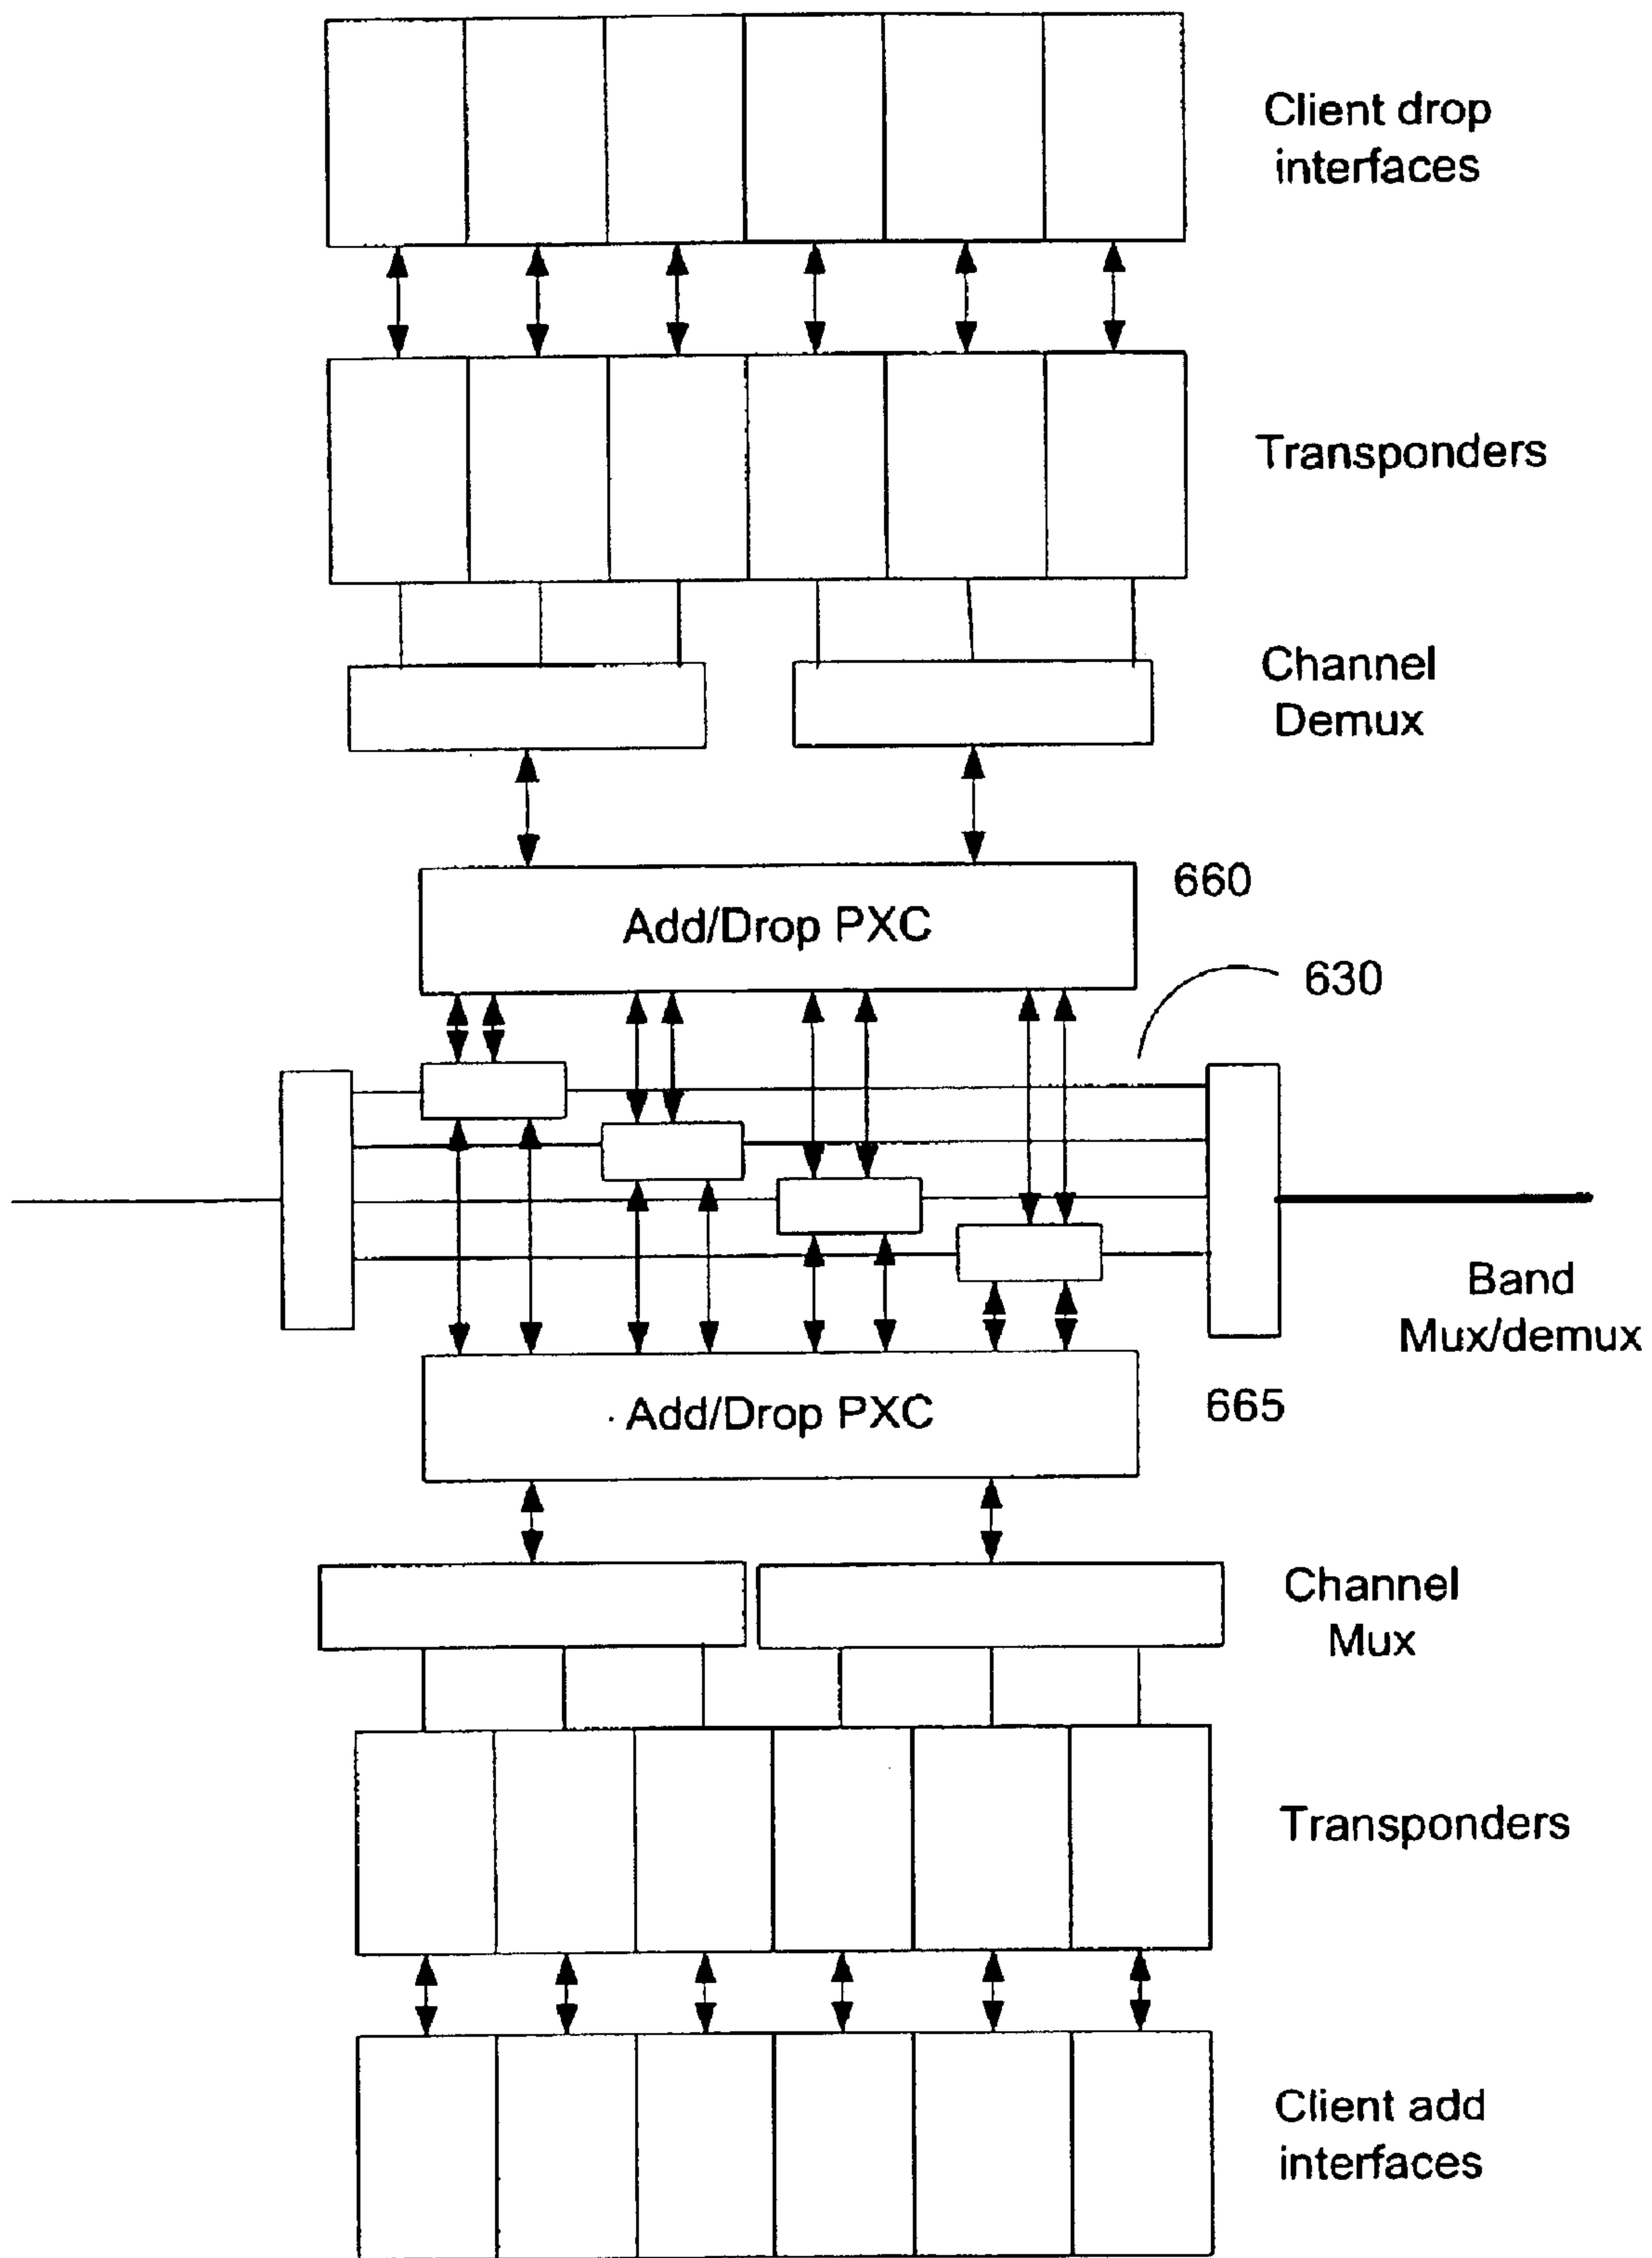 Client drop
interfaces
Transponders
Channel
Demux
660
Add/Drop PXC
630
Band
Mux/demux
Add/Drop PXC
665
Channel
Mux
Transponders
Client add
interfaces